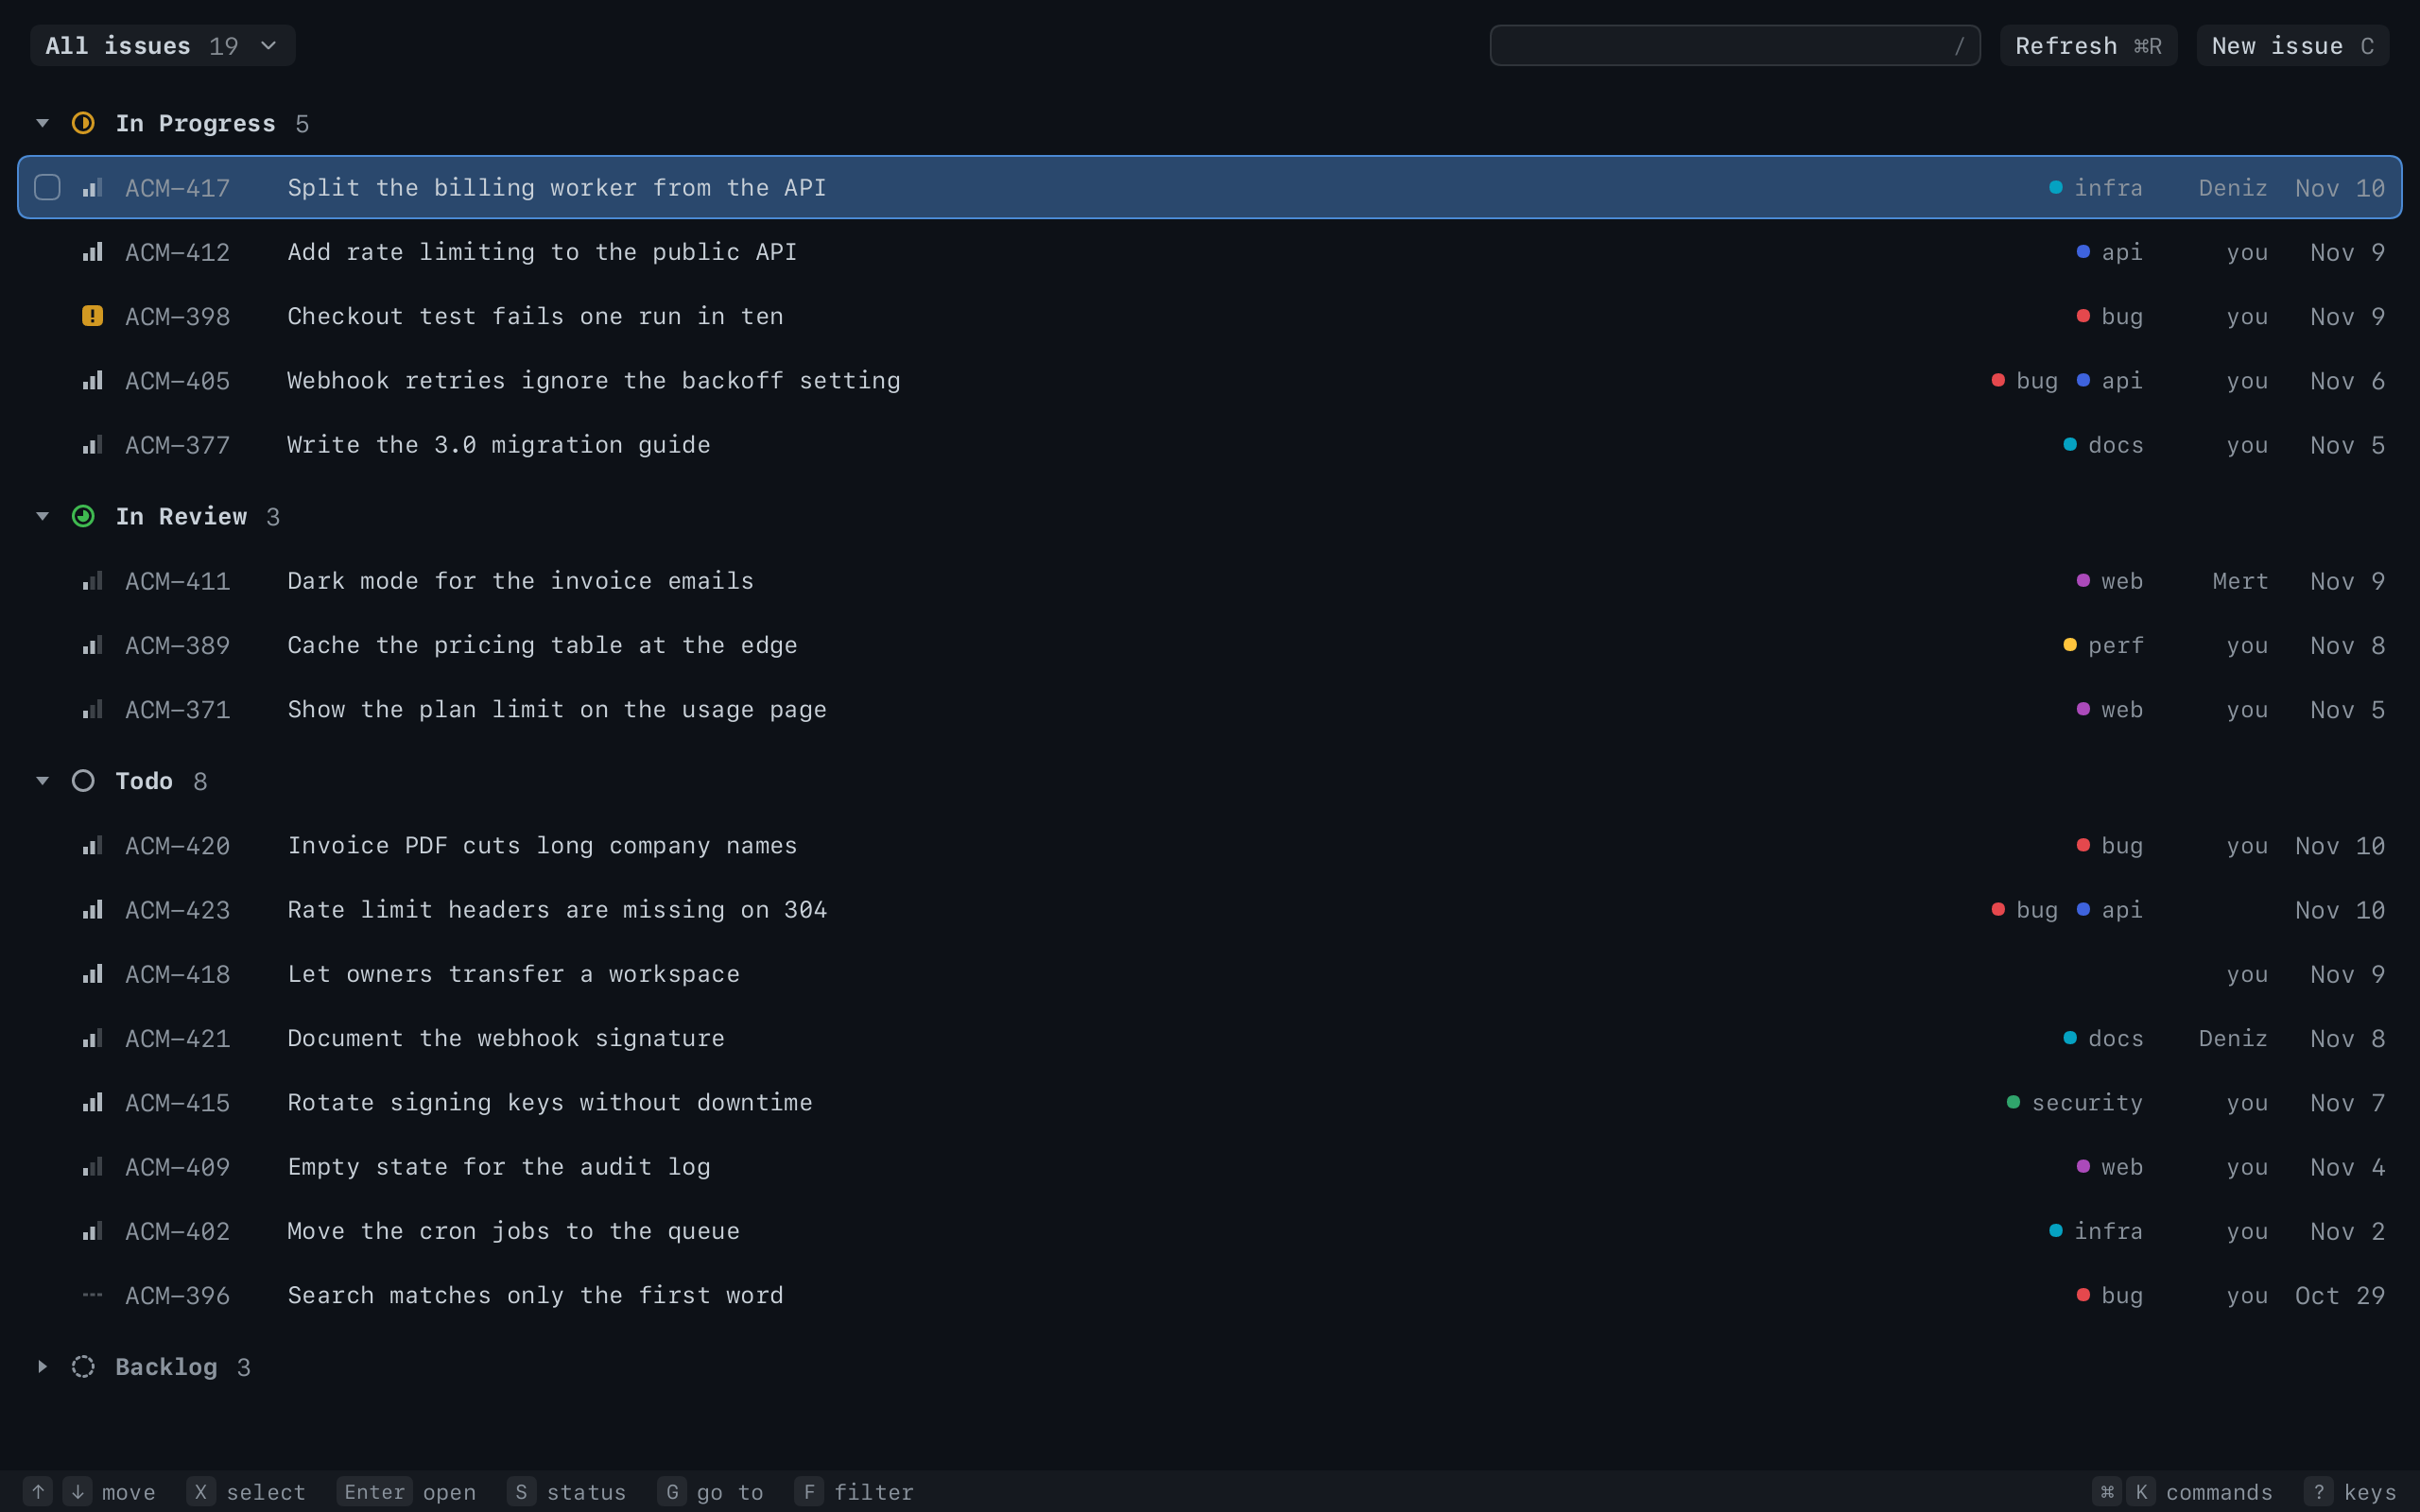 All issues 19 / Refresh ⌘R New issue C
In Progress 5
ACM-417 Split the billing worker from the API infra Deniz Nov 10
ACM-412 Add rate limiting to the public API api you Nov 9
! ACM-398 Checkout test fails one run in ten bug you Nov 9
ACM-405 Webhook retries ignore the backoff setting bug api you Nov 6
ACM-377 Write the 3.0 migration guide docs you Nov 5
In Review 3
ACM-411 Dark mode for the invoice emails web Mert Nov 9
ACM-389 Cache the pricing table at the edge perf you Nov 8
ACM-371 Show the plan limit on the usage page web you Nov 5
Todo 8
ACM-420 Invoice PDF cuts long company names bug you Nov 10
ACM-423 Rate limit headers are missing on 304 bug api Nov 10
ACM-418 Let owners transfer a workspace you Nov 9
ACM-421 Document the webhook signature docs Deniz Nov 8
ACM-415 Rotate signing keys without downtime security you Nov 7
ACM-409 Empty state for the audit log web you Nov 4
ACM-402 Move the cron jobs to the queue infra you Nov 2
ACM-396 Search matches only the first word bug you Oct 29
Backlog 3
↑ ↓ move X select Enter open S status G go to F filter ⌘ K commands ? keys